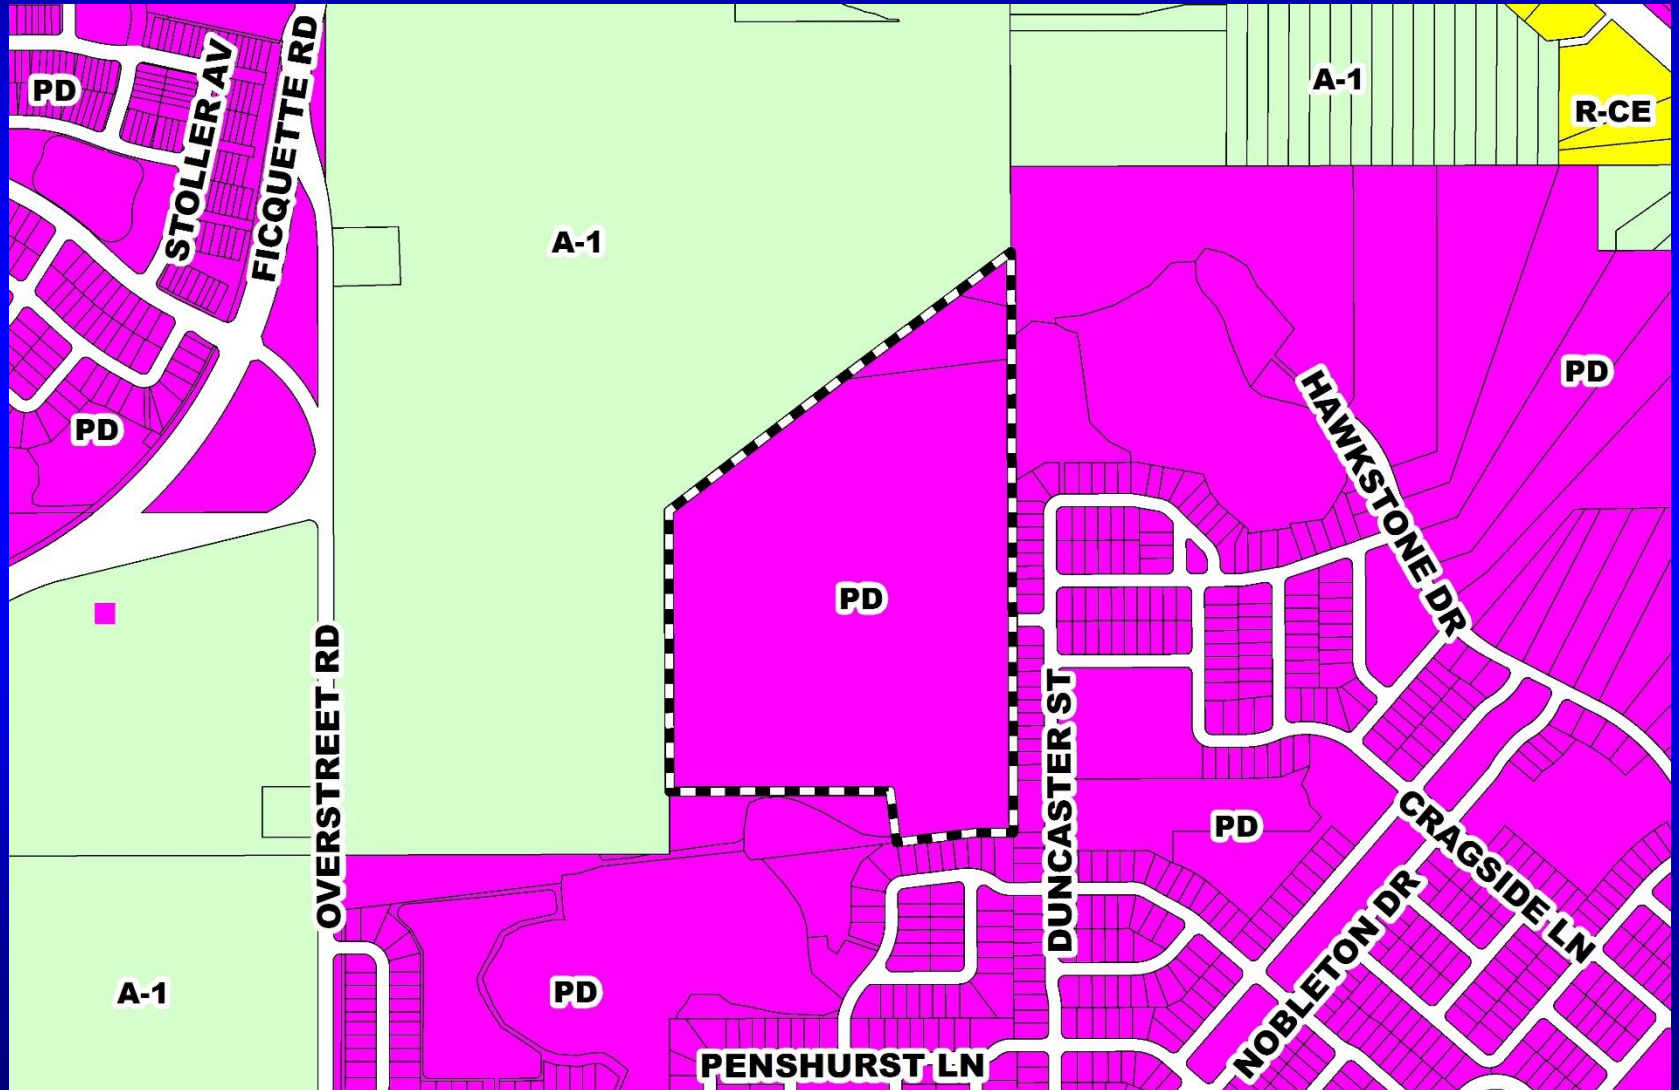 PD
STOLLER AV
FICQUETTE RD
A-1
R-CE
A-1
PD
HAWKSTONE DR
PD
PD
OVERSTREET RD
DUNCASTER ST
PD
CRAGSIDE LN
NOBLETON DR
A-1
PD
PENSHURST LN